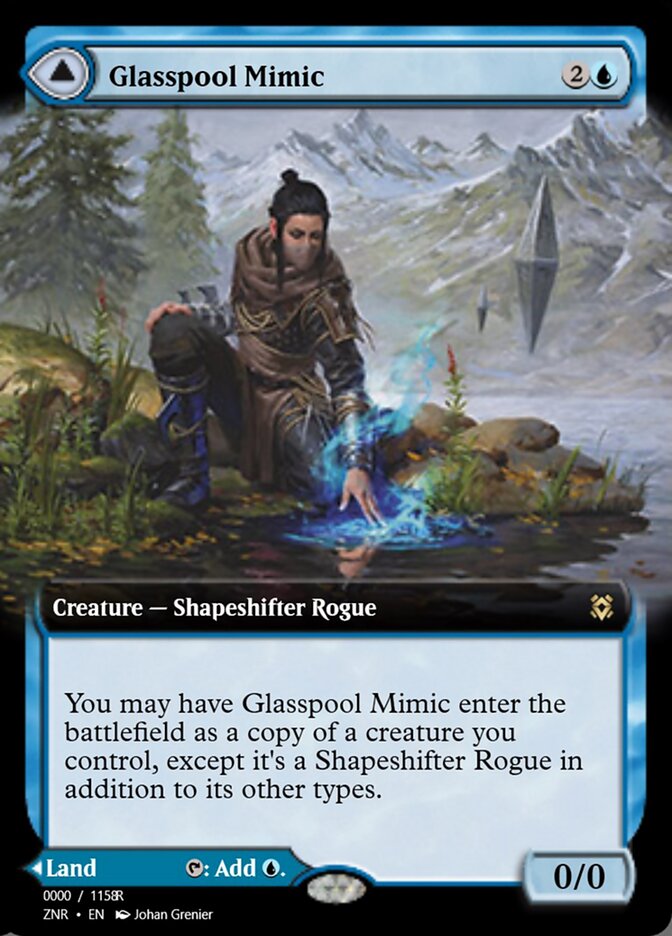 Glasspool Mimic 2
Creature — Shapeshifter Rogue
You may have Glasspool Mimic enter the
battlefield as a copy of a creature you
control, except it's a Shapeshifter Rogue in
addition to its other types.
Land : Add .
0/0
0000 / 1158R
ZNR • EN Johan Grenier